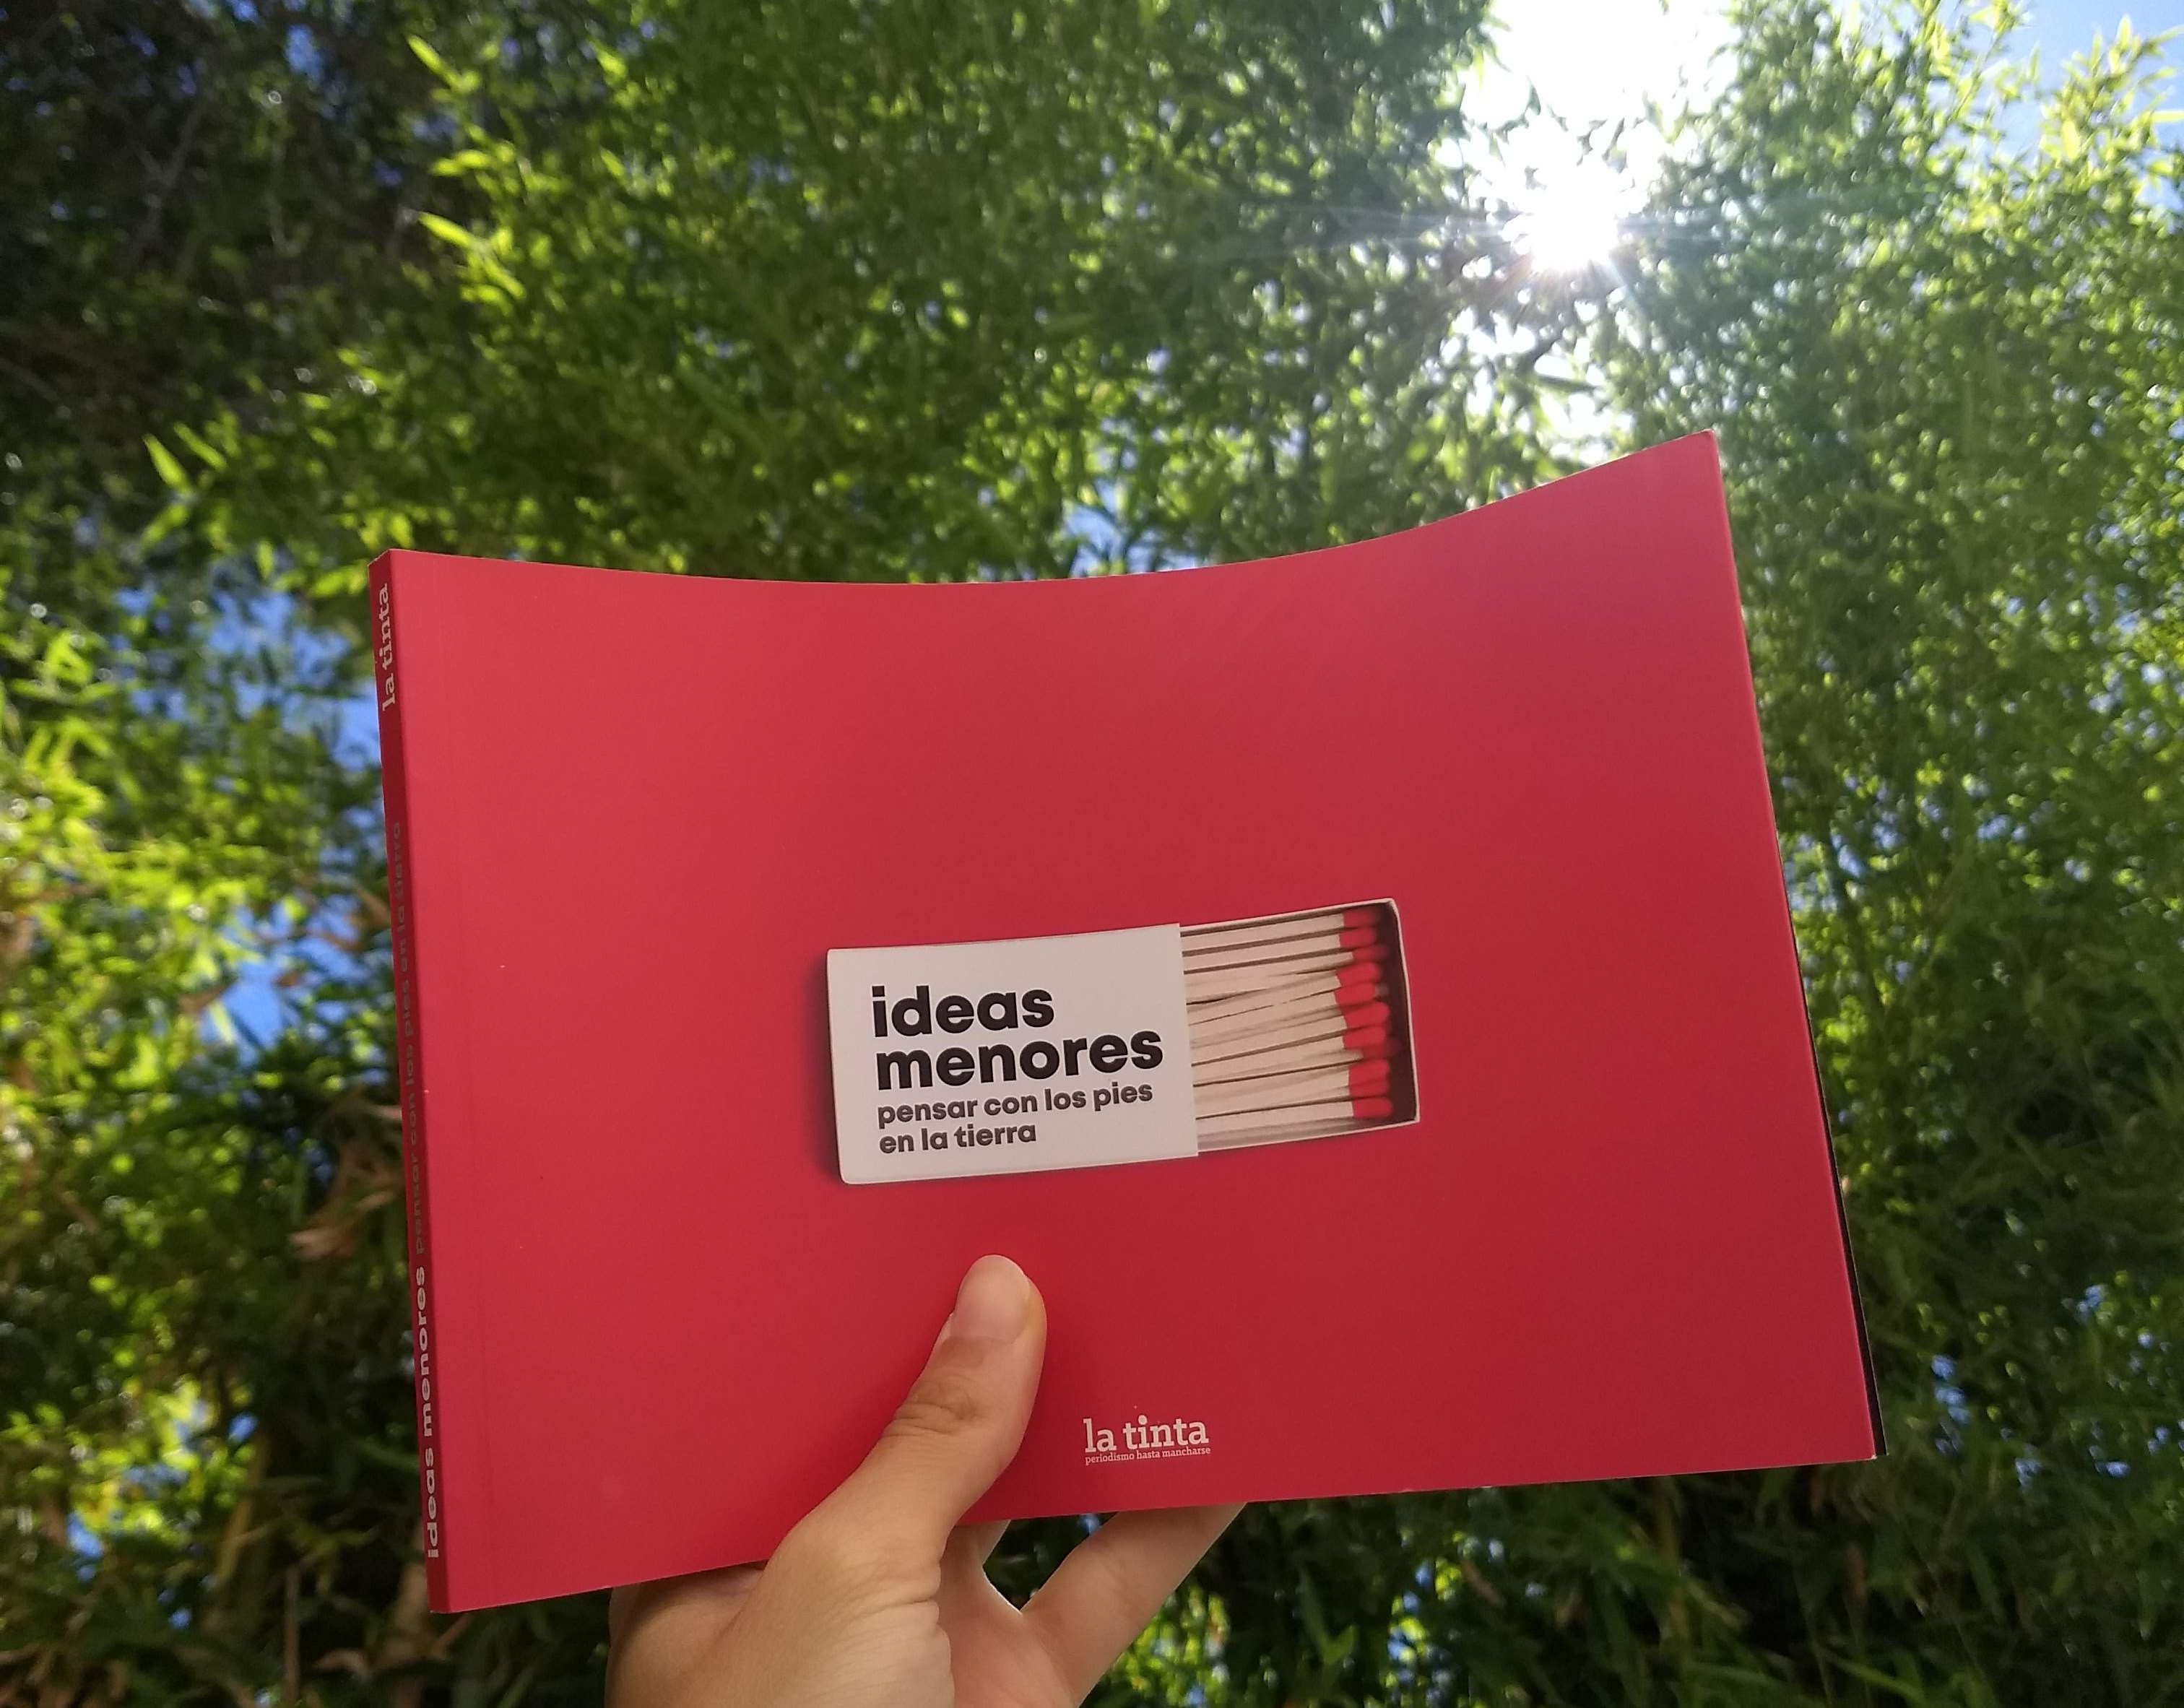 la tinta
ideas menores pensar con los pies en la tierra
ideas
menores
pensar con los pies
en la tierra
la tinta
periodismo hasta mancharse